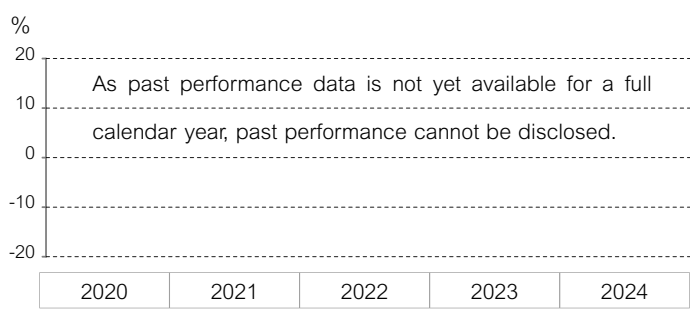 %
20
As past performance data is not yet available for a full
10
calendar year, past performance cannot be disclosed.
0
-10
-20
2020 2021 2022 2023 2024